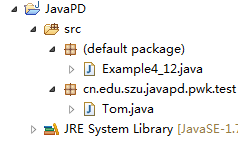 JavaPD
src
(default package)
Example4_12.java
cn.edu.szu.javapd.pwk.test
Tom.java
JRE System Library [JavaSE-1.